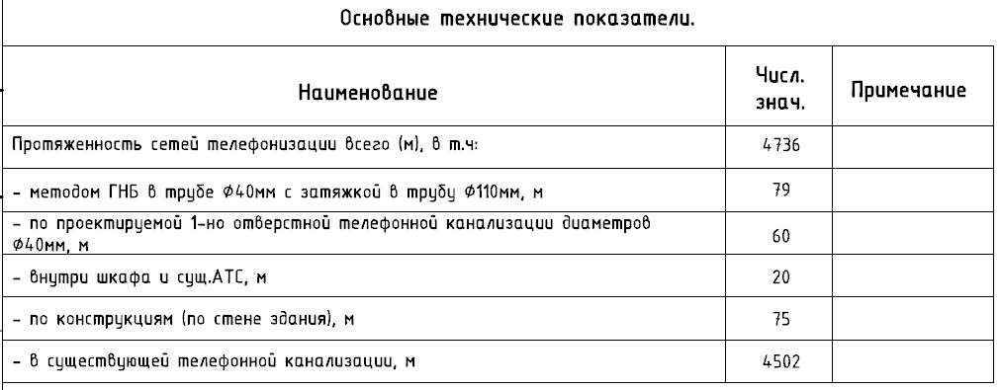 Основные технические показатели.
Наименование
Числ.
знач.
Примечание
Протяженность сетей телефонизации всего (м), в т.ч:
4736
- методом ГНБ в трубе Ф40мм с затяжкой в трубу Ф110мм, м
79
- по проектируемой 1-но отверстной телефонной канализации диаметров
Ф40мм, м
60
- внутри шкафа и сущ.АТС, м
20
- по конструкциям (по стене здания), м
75
- в существующей телефонной канализации, м
4502